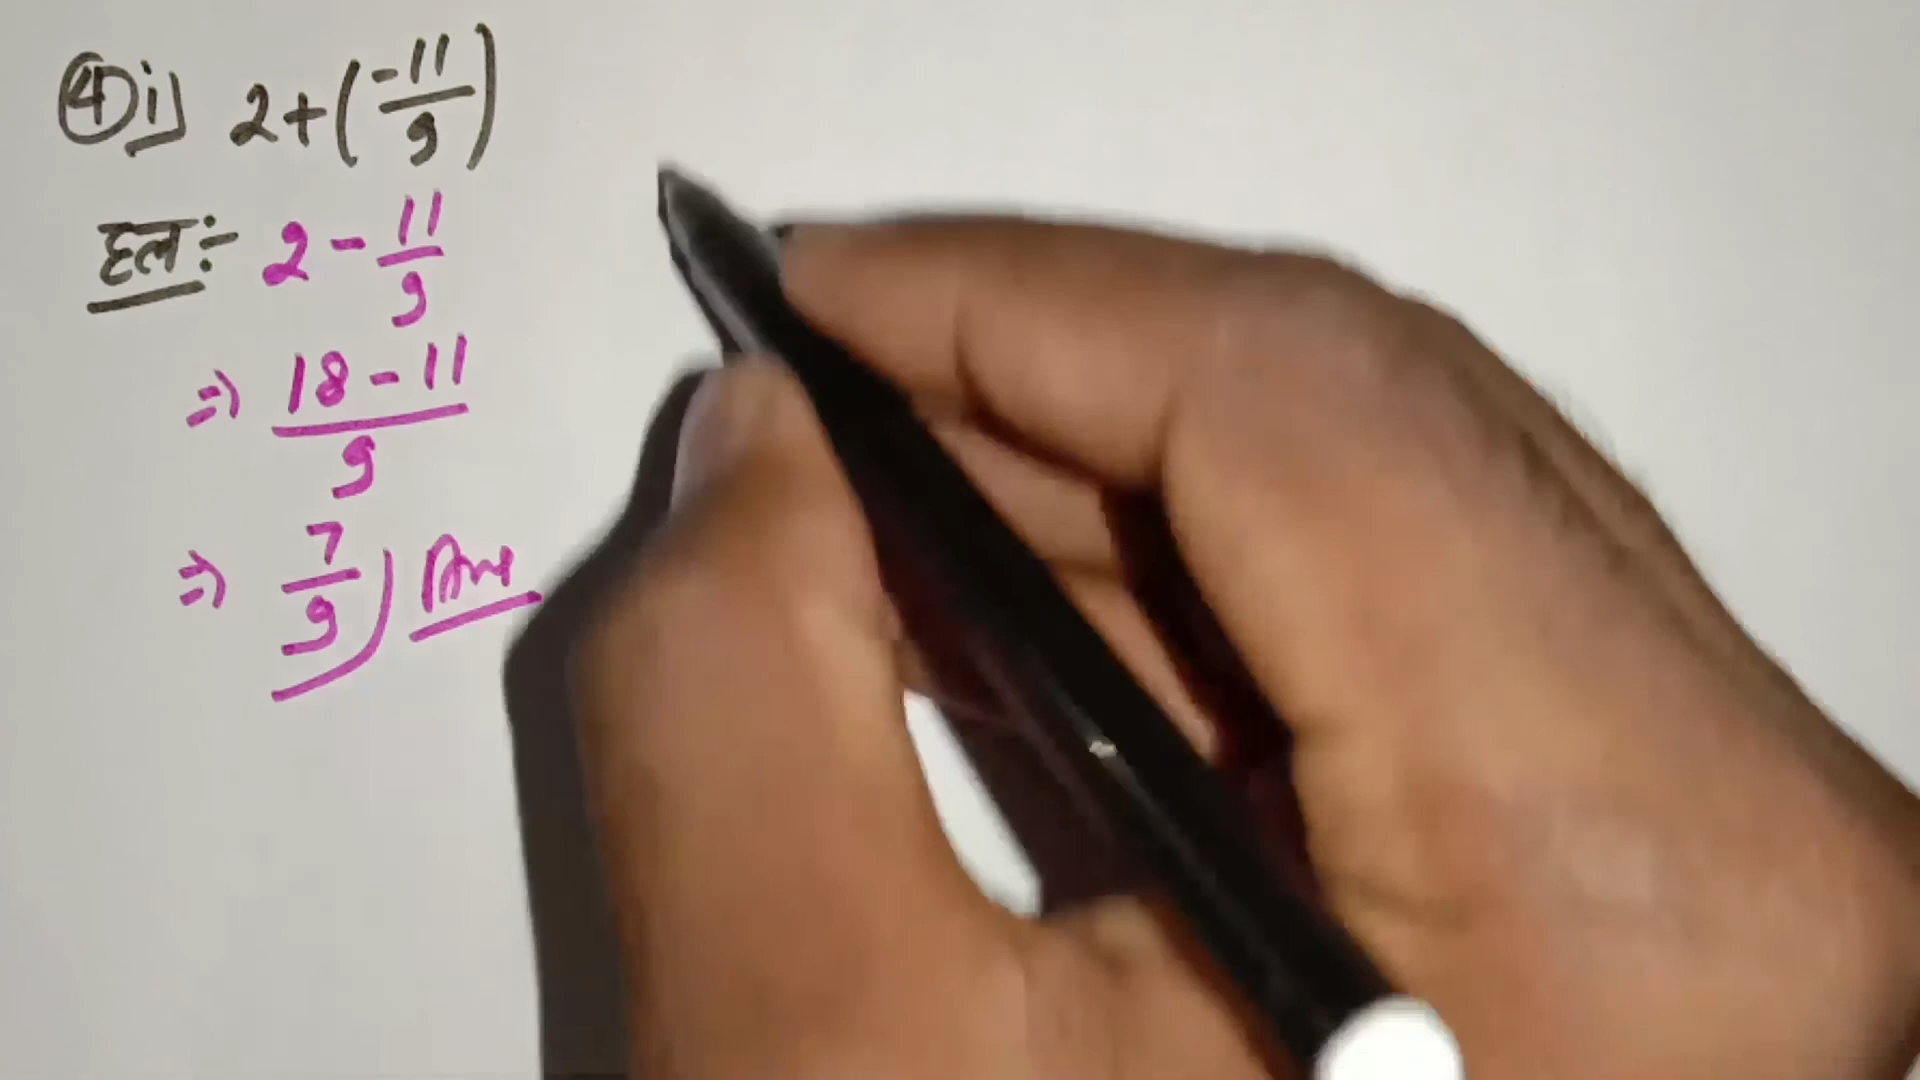 ④ i) 2+(-11/9)
हल:- 2 - 11/9
⇒ 18 - 11/9
⇒ 7/9) Ans